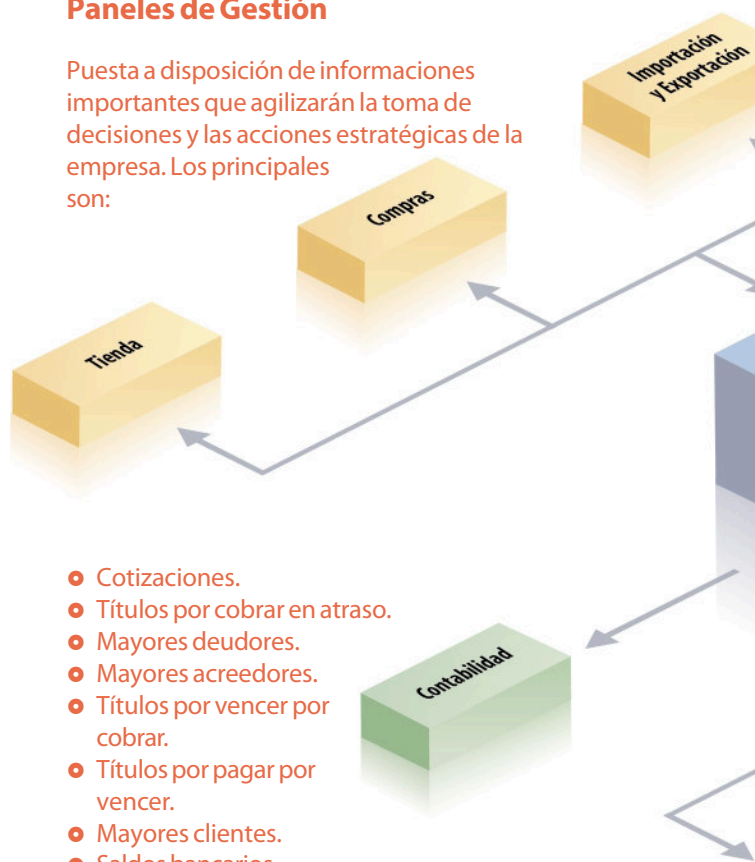 Paneles de Gestión
Puesta a disposición de informaciones
importantes que agilizarán la toma de
decisiones y las acciones estratégicas de la
empresa. Los principales
son:
Importación
y Exportación
Compras
Tienda
Cotizaciones.
Títulos por cobrar en atraso.
Mayores deudores.
Mayores acreedores.
Títulos por vencer por
cobrar.
Títulos por pagar por
vencer.
Mayores clientes.
Saldos bancarios
Contabilidad